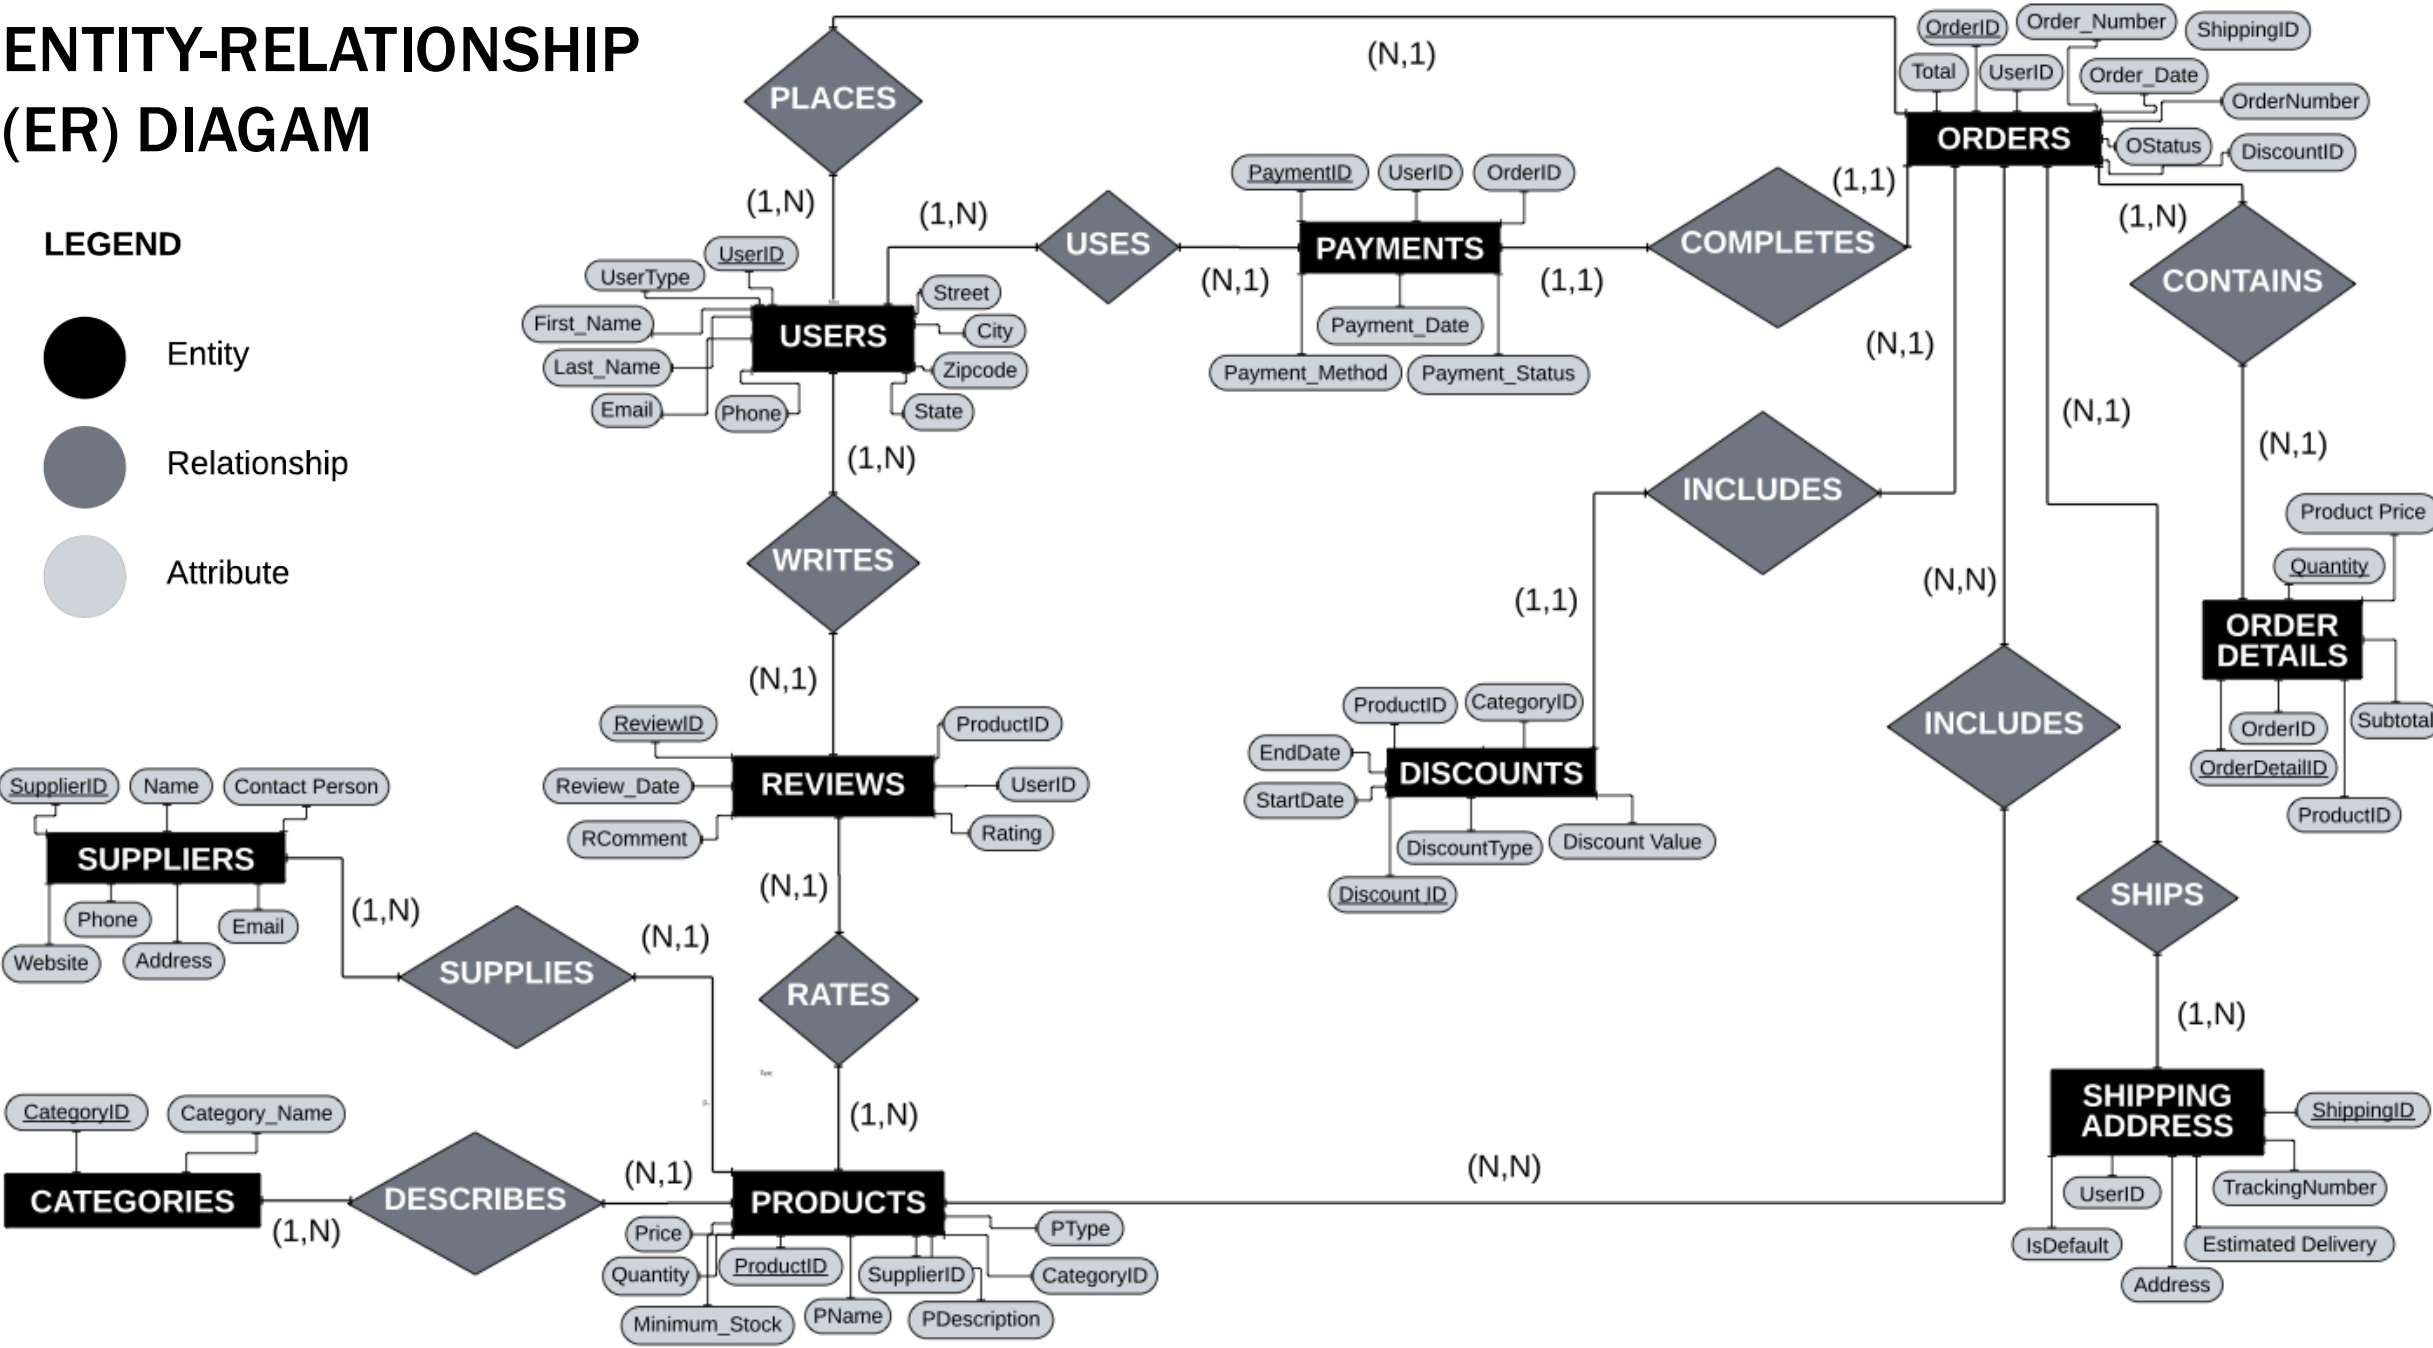 ENTITY-RELATIONSHIP
(ER) DIAGAM
LEGEND
Entity
Relationship
Attribute
PLACES
(N,1)
(1,N)
OrderID
Order_Number
ShippingID
Total
UserID
Order_Date
OrderNumber
ORDERS
OStatus
DiscountID
(1,N)
USES
(N,1)
PaymentID
UserID
OrderID
PAYMENTS
Payment_Date
Payment_Method
Payment_Status
(1,1)
COMPLETES
(1,1)
(1,N)
CONTAINS
(N,1)
UserType
UserID
First_Name
Last_Name
Email
Phone
USERS
Street
City
Zipcode
State
(1,N)
WRITES
(N,1)
(N,1)
INCLUDES
(1,1)
(N,N)
INCLUDES
(N,N)
(N,1)
SHIPS
(1,N)
Product Price
Quantity
ORDER
DETAILS
OrderID
Subtotal
OrderDetailID
ProductID
ReviewID
ProductID
Review_Date
REVIEWS
UserID
RComment
Rating
(N,1)
RATES
(1,N)
ProductID
CategoryID
EndDate
DISCOUNTS
StartDate
DiscountType
Discount Value
Discount ID
SupplierID
Name
Contact Person
SUPPLIERS
Phone
Email
Website
Address
(1,N)
SUPPLIES
(N,1)
Text
CategoryID
Category_Name
CATEGORIES
(1,N)
DESCRIBES
(N,1)
PRODUCTS
Price
PType
Quantity
ProductID
SupplierID
CategoryID
Minimum_Stock
PName
PDescription
SHIPPING
ADDRESS
ShippingID
UserID
TrackingNumber
IsDefault
Estimated Delivery
Address